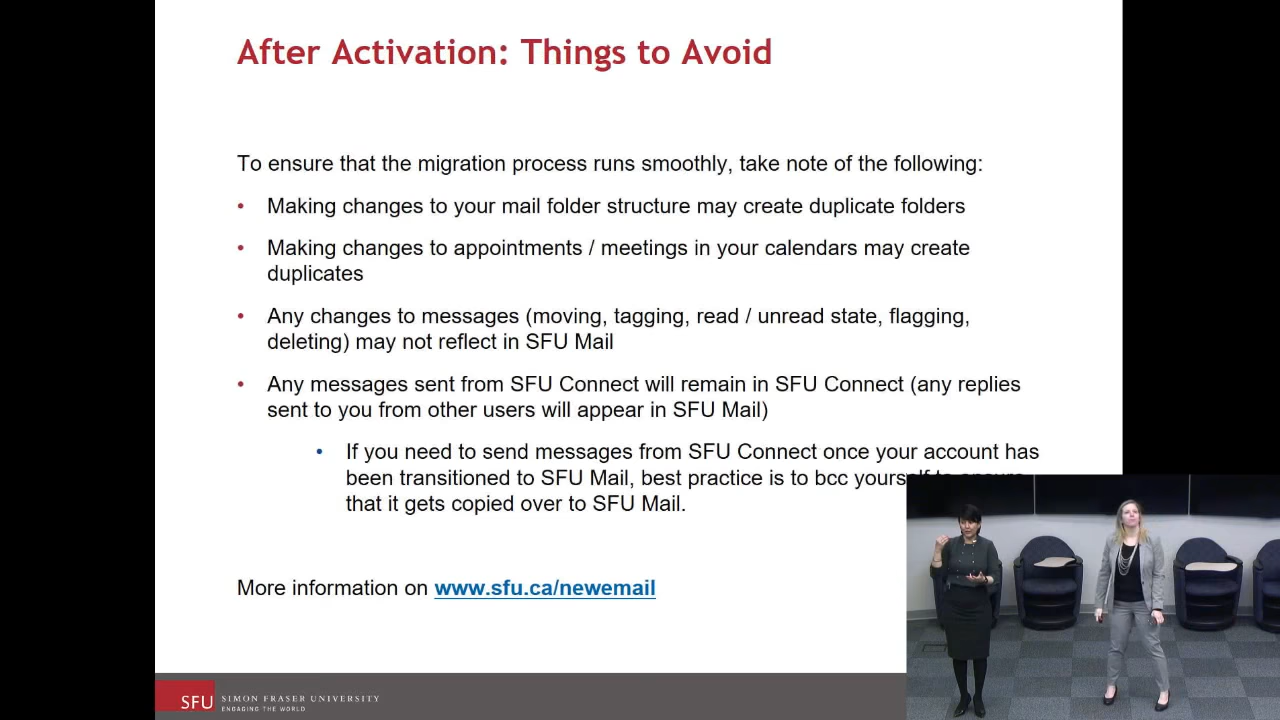 After Activation: Things to Avoid
To ensure that the migration process runs smoothly, take note of the following:
• Making changes to your mail folder structure may create duplicate folders
• Making changes to appointments / meetings in your calendars may create
duplicates
• Any changes to messages (moving, tagging, read / unread state, flagging,
deleting) may not reflect in SFU Mail
• Any messages sent from SFU Connect will remain in SFU Connect (any replies
sent to you from other users will appear in SFU Mail)
• If you need to send messages from SFU Connect once your account has
been transitioned to SFU Mail, best practice is to bcc yourself to ensure
that it gets copied over to SFU Mail.
More information on www.sfu.ca/newemail
SFU SIMON FRASER UNIVERSITY
ENGAGING THE WORLD